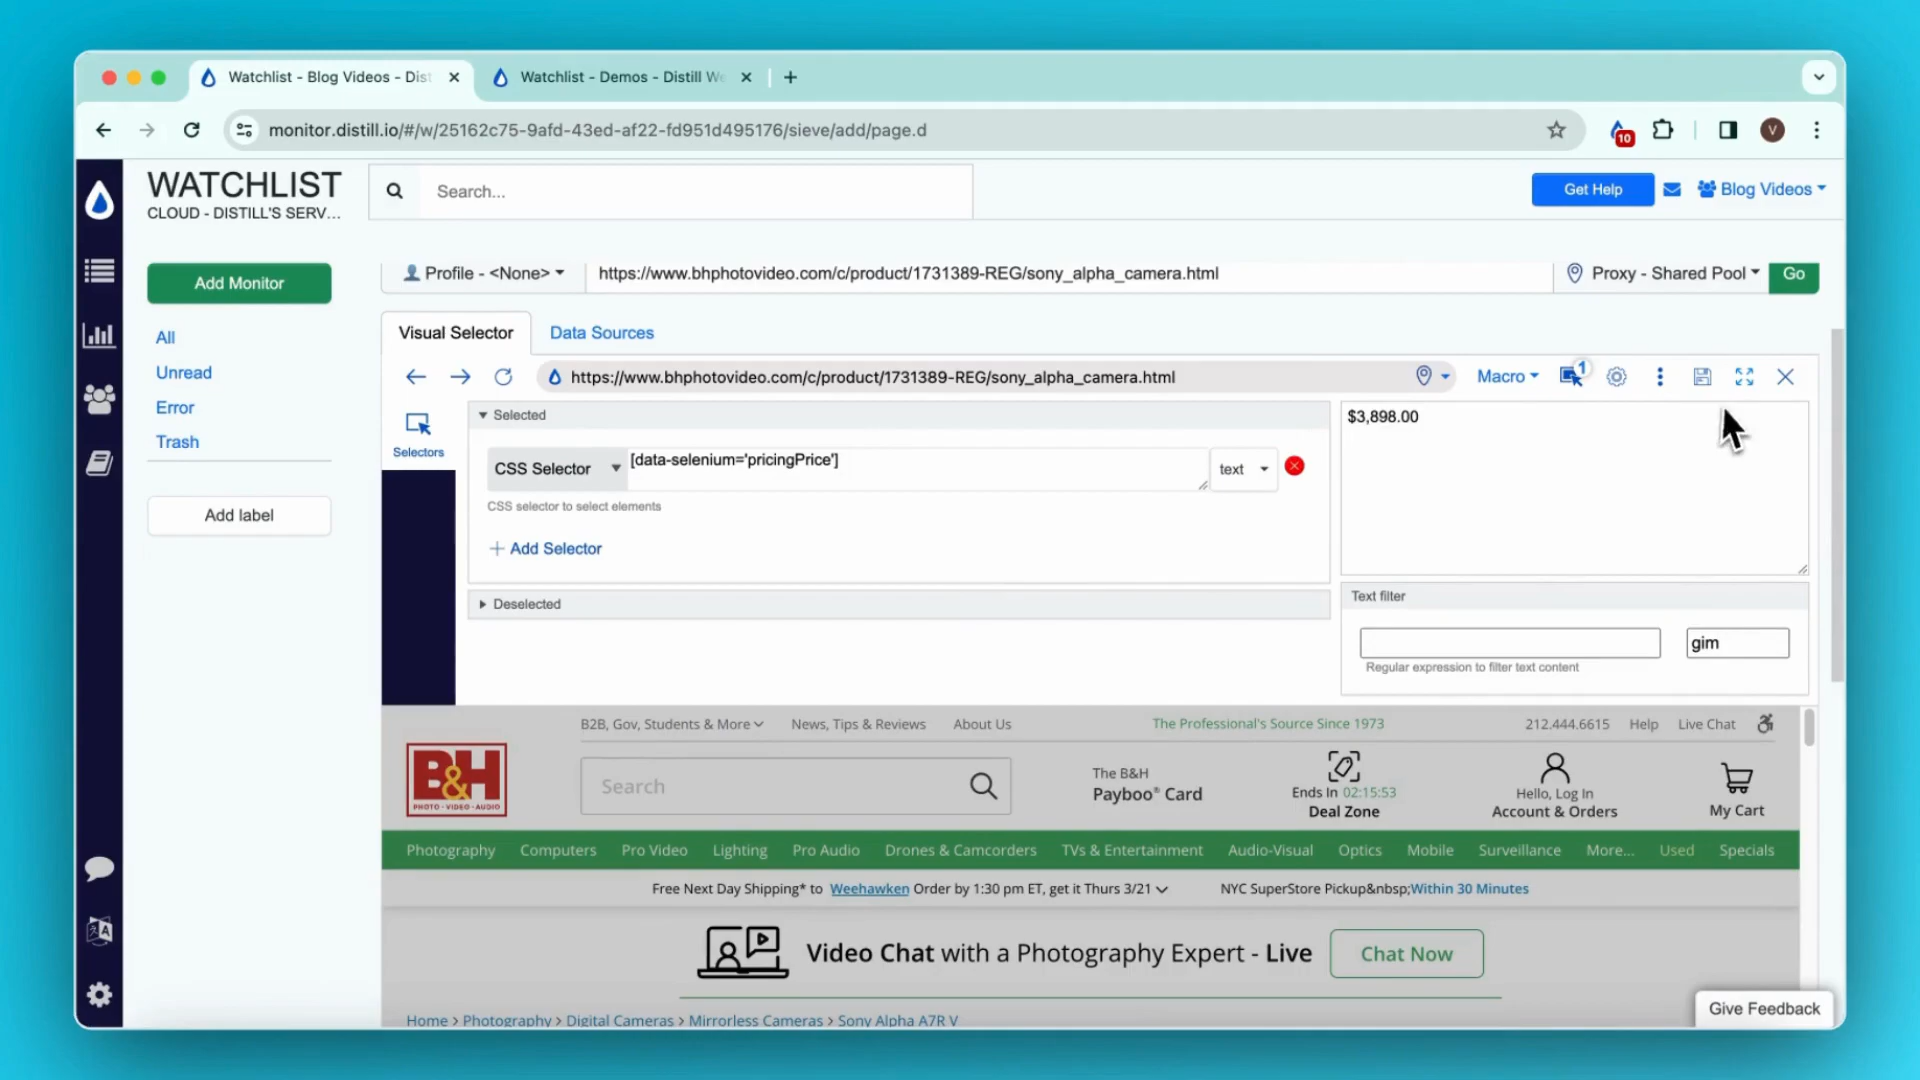 Watchlist - Blog Videos - Dist
Watchlist - Demos - Distill We
monitor.distill.io/#/w/25162c75-9afd-43ed-af22-fd951d495176/sieve/add/page.d
10
V
WATCHLIST
CLOUD - DISTILL'S SERV...
Search...
Get Help
Blog Videos
Add Monitor
All
Unread
Error
Trash
Add label
Profile - <None>
https://www.bhphotovideo.com/c/product/1731389-REG/sony_alpha_camera.html
Proxy - Shared Pool
Go
Visual Selector
Data Sources
https://www.bhphotovideo.com/c/product/1731389-REG/sony_alpha_camera.html
Macro
1
Selectors
Selected
CSS Selector
[data-selenium='pricingPrice']
text
CSS selector to select elements
Add Selector
Deselected
$3,898.00
Text filter
gim
Regular expression to filter text content
B2B, Gov, Students & More
News, Tips & Reviews
About Us
The Professional's Source Since 1973
212.444.6615
Help
Live Chat
B&H
PHOTO - VIDEO - AUDIO
Search
The B&H
Payboo® Card
Ends In 02:15:53
Deal Zone
Hello, Log In
Account & Orders
My Cart
Photography Computers Pro Video Lighting Pro Audio Drones & Camcorders TVs & Entertainment Audio-Visual Optics Mobile Surveillance More... Used Specials
Free Next Day Shipping* to Weehawken Order by 1:30 pm ET, get it Thurs 3/21
NYC SuperStore Pickup&nbsp;Within 30 Minutes
Video Chat with a Photography Expert - Live
Chat Now
Home > Photography > Digital Cameras > Mirrorless Cameras > Sony Alpha A7R V
Give Feedback